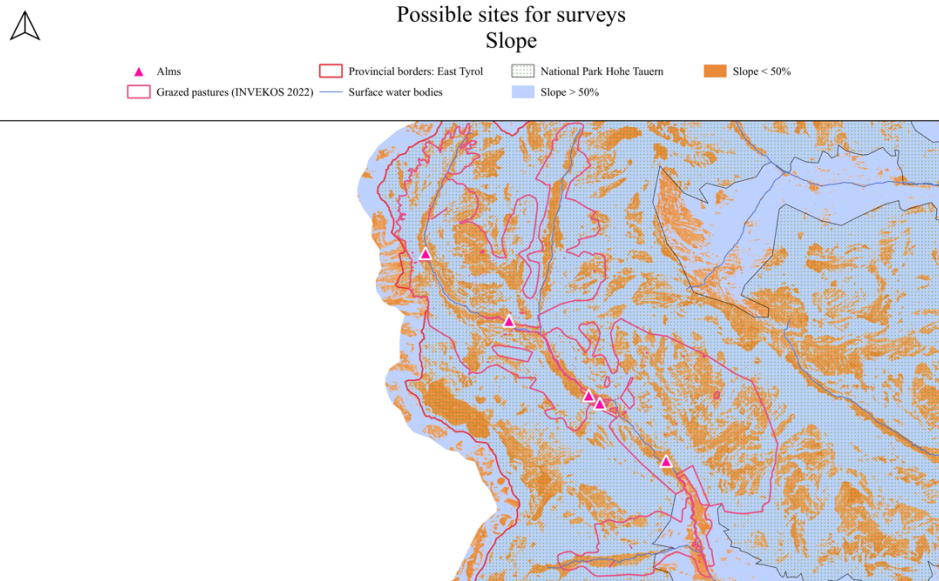 Possible sites for surveys
Slope
Alms
Provincial borders: East Tyrol
National Park Hohe Tauern
Slope < 50%
Grazed pastures (INVEKOS 2022)
Surface water bodies
Slope > 50%